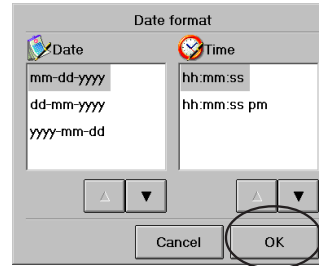 Date format
Date Time
mm-dd-yyyy hh:mm:ss
dd-mm-yyyy hh:mm:ss pm
yyyy-mm-dd
Cancel OK